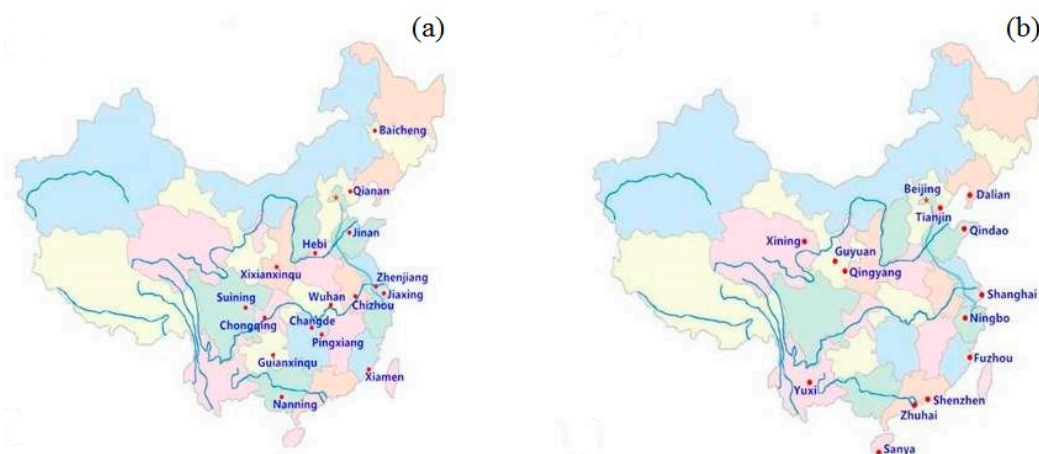 (a)
Baicheng
Qianan
Jinan
Hebi
Xixianxinqu
Zhenjiang
Jiaxing
Chizhou
Wuhan
Suining
Chongqing
Changde
Pingxiang
Guianxinqu
Xiamen
Nanning
(b)
Beijing
Dalian
Tianjin
Qindao
Xining
Guyuan
Qingyang
Shanghai
Ningbo
Fuzhou
Yuxi
Shenzhen
Zhuhai
Sanya